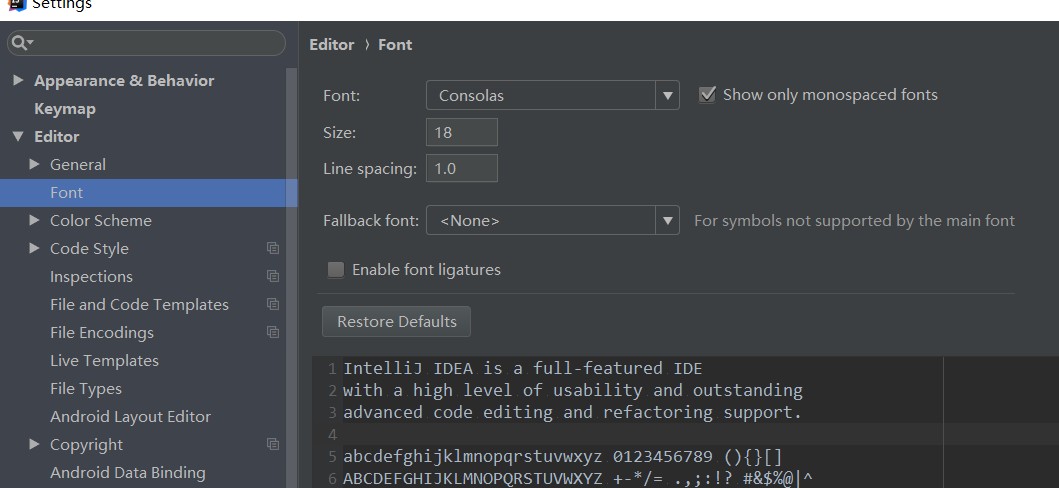 Settings
Appearance & Behavior
Keymap
Editor
General
Font
Color Scheme
Code Style
Inspections
File and Code Templates
File Encodings
Live Templates
File Types
Android Layout Editor
Copyright
Android Data Binding
Editor › Font
Font: Consolas Show only monospaced fonts
Size: 18
Line spacing: 1.0
Fallback font: <None> For symbols not supported by the main font
Enable font ligatures
Restore Defaults
1 IntelliJ IDEA is a full-featured IDE
2 with a high level of usability and outstanding
3 advanced code editing and refactoring support.
4
5 abcdefghijklmnopqrstuvwxyz 0123456789 (){}[]
6 ABCDEFGHIJKLMNOPQRSTUVWXYZ +-*/= .,;:!? #&$%@|^